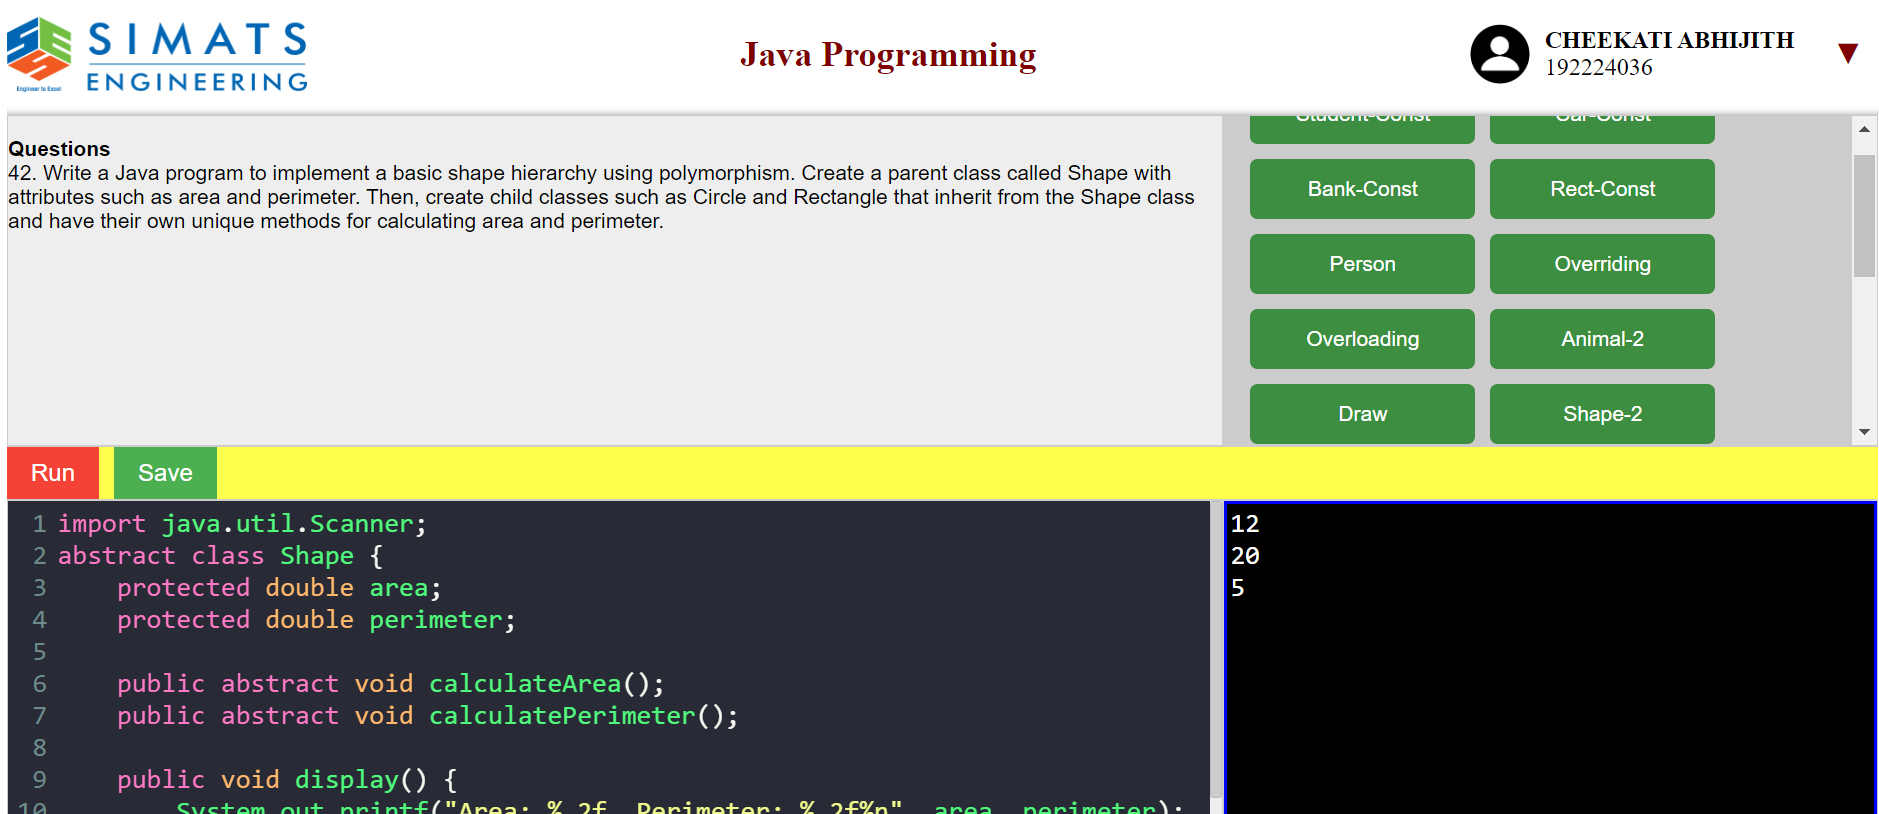 SIMATS
ENGINEERING
Engineer to Excel
Java Programming
CHEEKATI ABHIJITH
192224036
▼
Questions
42. Write a Java program to implement a basic shape hierarchy using polymorphism. Create a parent class called Shape with
attributes such as area and perimeter. Then, create child classes such as Circle and Rectangle that inherit from the Shape class
and have their own unique methods for calculating area and perimeter.
Student-Const
Car-Const
Bank-Const
Rect-Const
Person
Overriding
Overloading
Animal-2
Draw
Shape-2
Run
Save
1 import java.util.Scanner;
2 abstract class Shape {
3     protected double area;
4     protected double perimeter;
5
6     public abstract void calculateArea();
7     public abstract void calculatePerimeter();
8
9     public void display() {
10         System.out.printf("Area: %.2f, Perimeter: %.2f%n", area, perimeter);
12
20
5